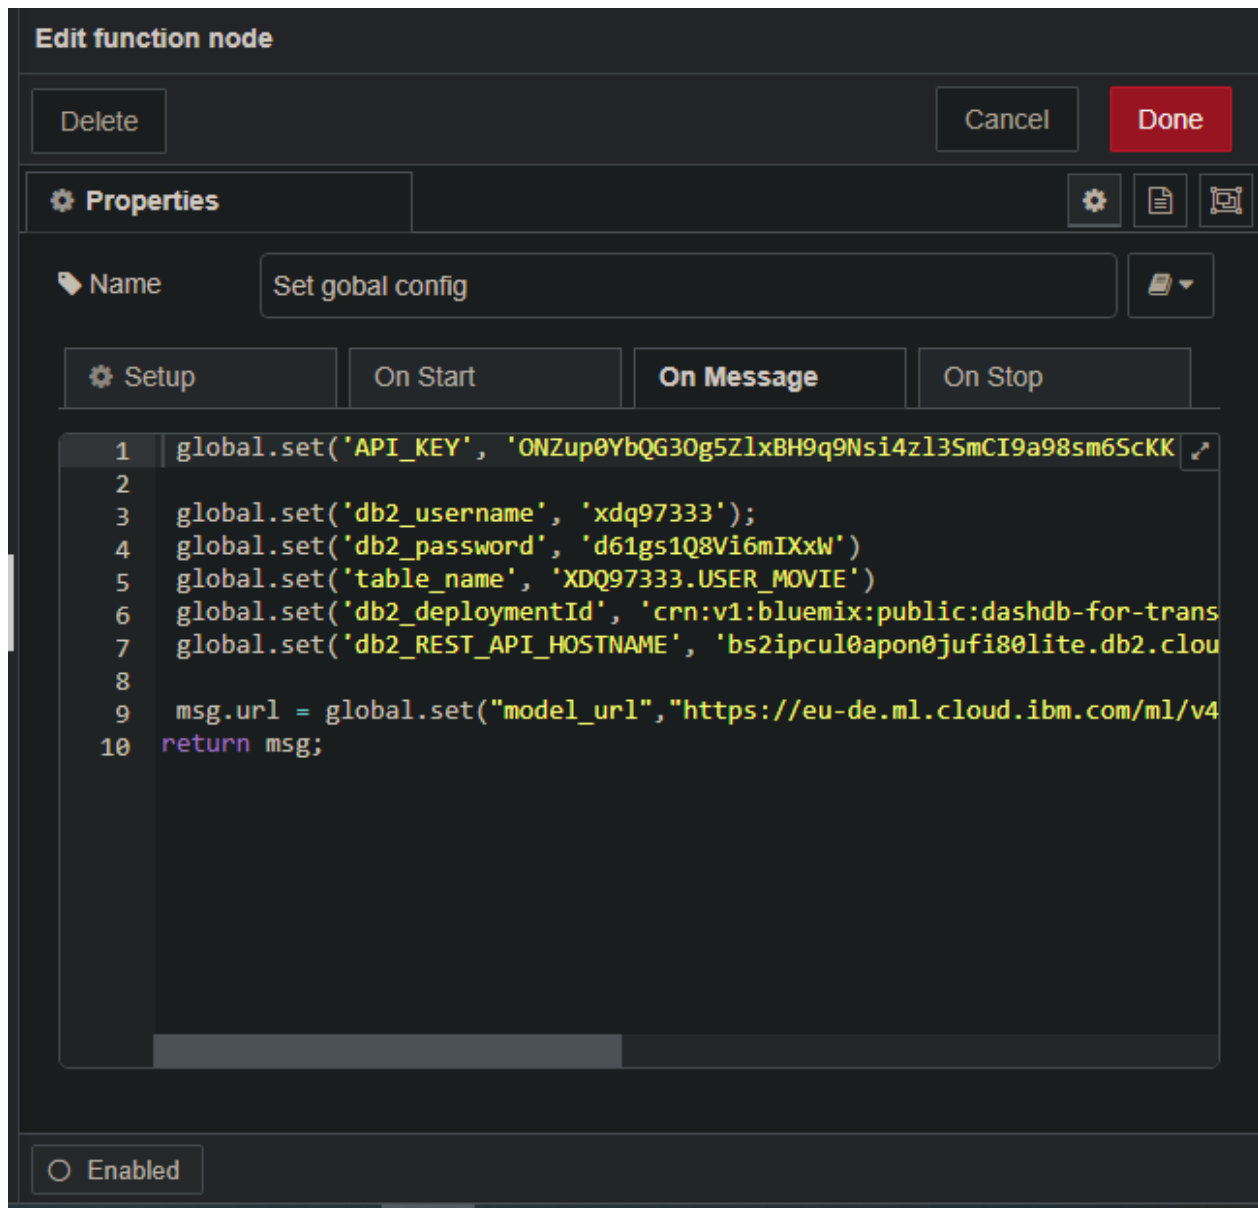 Edit function node
Delete Cancel Done
Properties
Name Set gobal config
Setup On Start On Message On Stop
1 global.set('API_KEY', 'ONZup0YbQG3Og5ZlxBH9q9Nsi4zl3SmCI9a98sm6ScKK
2
3 global.set('db2_username', 'xdq97333');
4 global.set('db2_password', 'd61gs1Q8Vi6mIXxW')
5 global.set('table_name', 'XDQ97333.USER_MOVIE')
6 global.set('db2_deploymentId', 'crn:v1:bluemix:public:dashdb-for-trans
7 global.set('db2_REST_API_HOSTNAME', 'bs2ipcul0apon0jufi80lite.db2.clou
8
9 msg.url = global.set("model_url","https://eu-de.ml.cloud.ibm.com/ml/v4
10 return msg;
Enabled